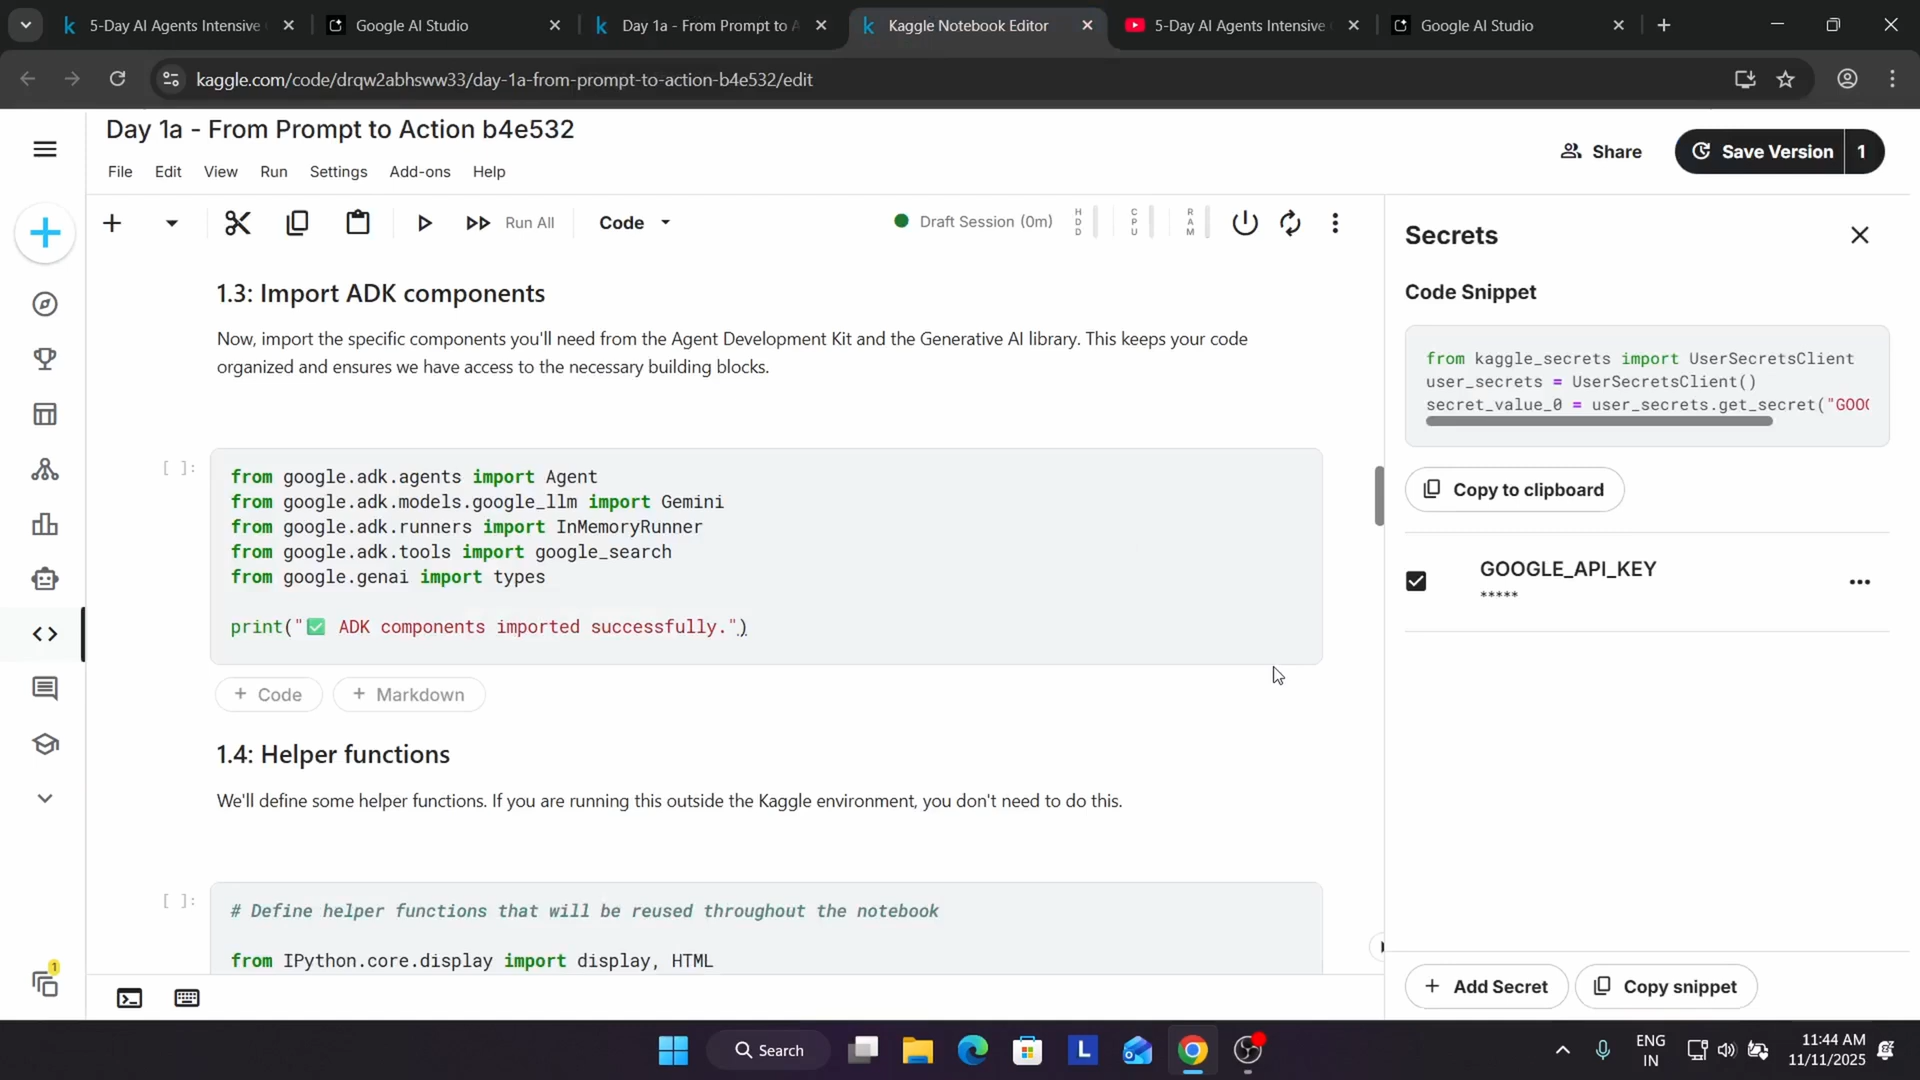 5-Day AI Agents Intensive
Google AI Studio
Day 1a - From Prompt to A
Kaggle Notebook Editor
5-Day AI Agents Intensive
Google AI Studio
kaggle.com/code/drqw2abhsww33/day-1a-from-prompt-to-action-b4e532/edit
Day 1a - From Prompt to Action b4e532
Share
Save Version
1
File
Edit
View
Run
Settings
Add-ons
Help
Run All
Code
Draft Session (0m)
HDD
CPU
RAM
1.3: Import ADK components
Now, import the specific components you'll need from the Agent Development Kit and the Generative AI library. This keeps your code
organized and ensures we have access to the necessary building blocks.
[ ]:
from google.adk.agents import Agent
from google.adk.models.google_llm import Gemini
from google.adk.runners import InMemoryRunner
from google.adk.tools import google_search
from google.genai import types
print("✅ ADK components imported successfully.")
+ Code
+ Markdown
1.4: Helper functions
We'll define some helper functions. If you are running this outside the Kaggle environment, you don't need to do this.
[ ]:
# Define helper functions that will be reused throughout the notebook
from IPython.core.display import display, HTML
Secrets
Code Snippet
from kaggle_secrets import UserSecretsClient
user_secrets = UserSecretsClient()
secret_value_0 = user_secrets.get_secret("GOO
Copy to clipboard
GOOGLE_API_KEY
*****
+ Add Secret
Copy snippet
1
Search
L
ENG
IN
11:44 AM
11/11/2025